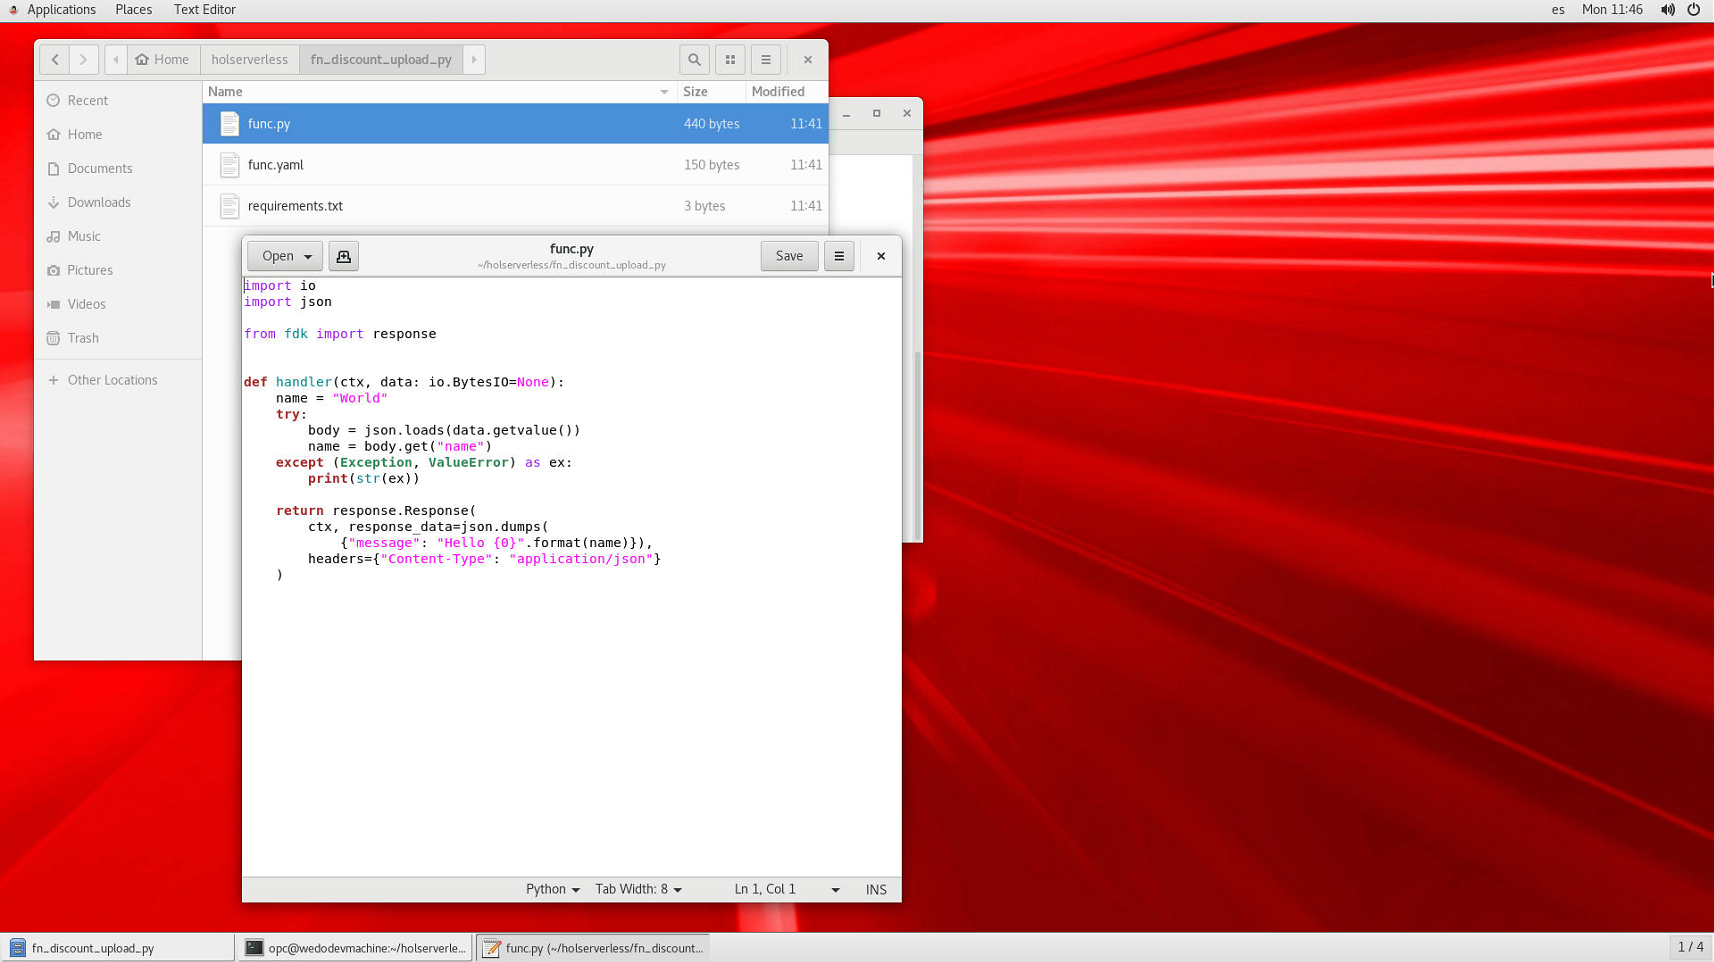 Applications Places Text Editor es Mon 11:46
Home holserverless fn_discount_upload_py
Name Size Modified
Recent
Home
Documents
Downloads
Music
Pictures
Videos
Trash
Other Locations
func.py 440 bytes 11:41
func.yaml 150 bytes 11:41
requirements.txt 3 bytes 11:41
Open func.py Save
~/holserverless/fn_discount_upload_py
import io
import json
from fdk import response
def handler(ctx, data: io.BytesIO=None):
    name = "World"
    try:
        body = json.loads(data.getvalue())
        name = body.get("name")
    except (Exception, ValueError) as ex:
        print(str(ex))
    return response.Response(
        ctx, response_data=json.dumps(
            {"message": "Hello {0}".format(name)}),
        headers={"Content-Type": "application/json"}
    )
Python Tab Width: 8 Ln 1, Col 1 INS
fn_discount_upload_py opc@wedodevmachine:~/holserverle... func.py (~/holserverless/fn_discount... 1 / 4